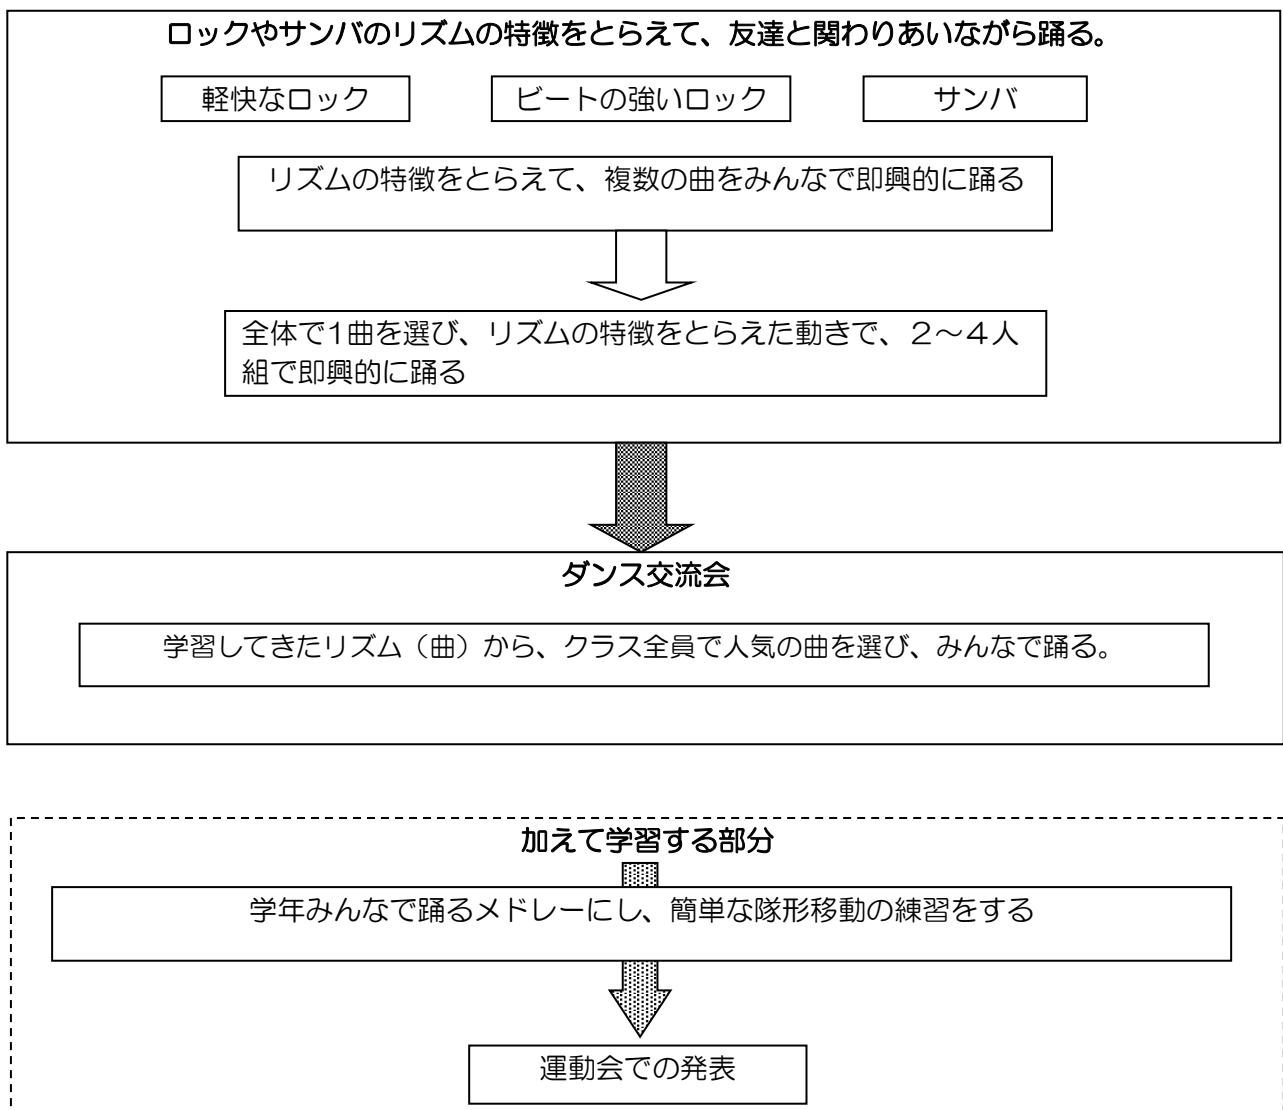 ロックやサンバのリズムの特徴をとらえて、友達と関わりあいながら踊る。
軽快なロック
ビートの強いロック
サンバ
リズムの特徴をとらえて、複数の曲をみんなで即興的に踊る
全体で1曲を選び、リズムの特徴をとらえた動きで、２～４人
組で即興的に踊る
ダンス交流会
学習してきたリズム（曲）から、クラス全員で人気の曲を選び、みんなで踊る。
加えて学習する部分
学年みんなで踊るメドレーにし、簡単な隊形移動の練習をする
運動会での発表